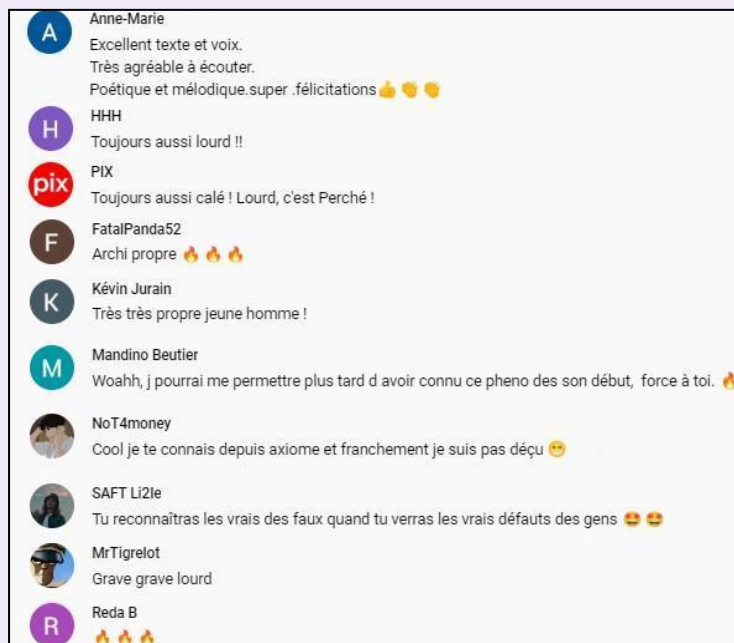 A
Anne-Marie
Excellent texte et voix.
Très agréable à écouter.
Poétique et mélodique.super .félicitations👍👏👏
H
HHH
Toujours aussi lourd !!
pix
PIX
Toujours aussi calé ! Lourd, c'est Perché !
F
FatalPanda52
Archi propre 🔥🔥🔥
K
Kévin Jurain
Très très propre jeune homme !
M
Mandino Beutier
Woahh, j pourrai me permettre plus tard d avoir connu ce pheno des son début, force à toi. 🔥
NoT4money
Cool je te connais depuis axiome et franchement je suis pas déçu 😁
SAFT Li2le
Tu reconnaîtras les vrais des faux quand tu verras les vrais défauts des gens 🤩🤩
MrTigrelot
Grave grave lourd
R
Reda B
🔥🔥🔥